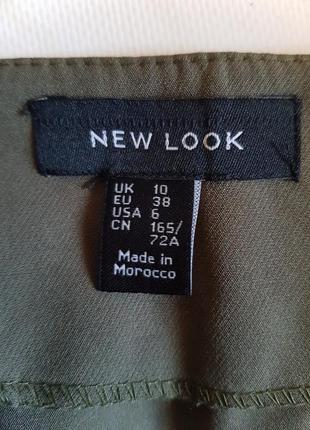 NEW LOOK
UK 10
EU 38
USA 6
CN 165/
72A
Made in
Morocco